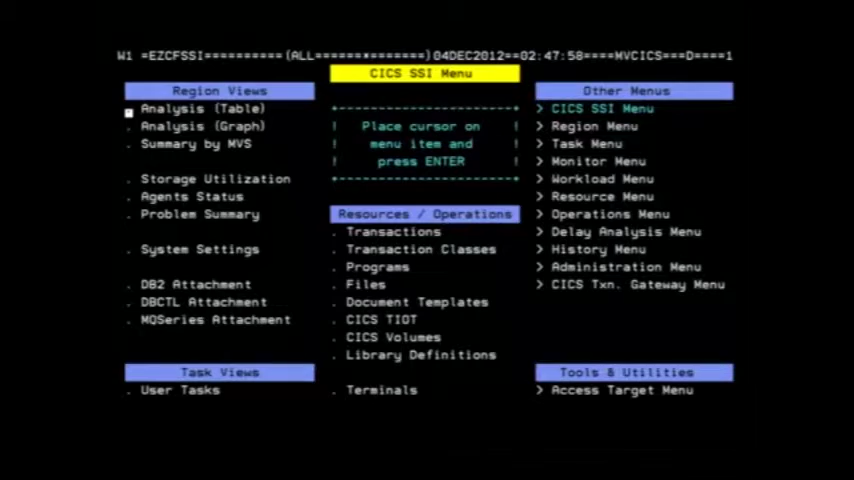 W1 =EZCFSSI==========(ALL======*=======)04DEC2012==02:47:58====MVCICS===D====1
CICS SSI Menu
Region Views
. Analysis (Table)
. Analysis (Graph)
. Summary by MVS
. Storage Utilization
. Agents Status
. Problem Summary
. System Settings
. DB2 Attachment
. DBCTL Attachment
. MQSeries Attachment
Task Views
. User Tasks
+-----------------------+
| Place cursor on |
| menu item and |
| press ENTER |
+-----------------------+
Resources / Operations
. Transactions
. Transaction Classes
. Programs
. Files
. Document Templates
. CICS TIOT
. CICS Volumes
. Library Definitions
. Terminals
Other Menus
> CICS SSI Menu
> Region Menu
> Task Menu
> Monitor Menu
> Workload Menu
> Resource Menu
> Operations Menu
> Delay Analysis Menu
> History Menu
> Administration Menu
> CICS Txn. Gateway Menu
Tools & Utilities
> Access Target Menu